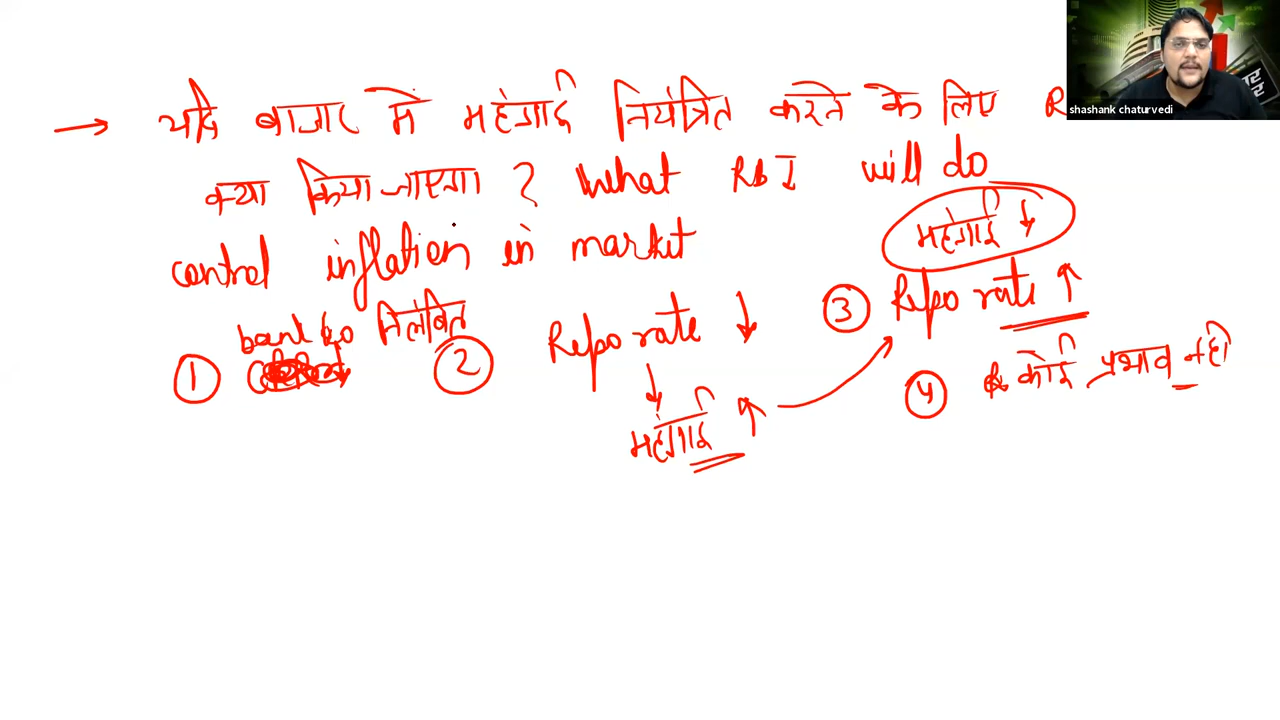 → यदि बाजार मे महंगाई नियंत्रित करने के लिए R
क्या किया जाएगा ? What RBI will do
control inflation in market
महंगाई ↓
① bank ko निलंबित
② Repo rate ↓
↓
महंगाई ↑
③ Repo rate ↑
④ कोई प्रभाव नही
shashank chaturvedi